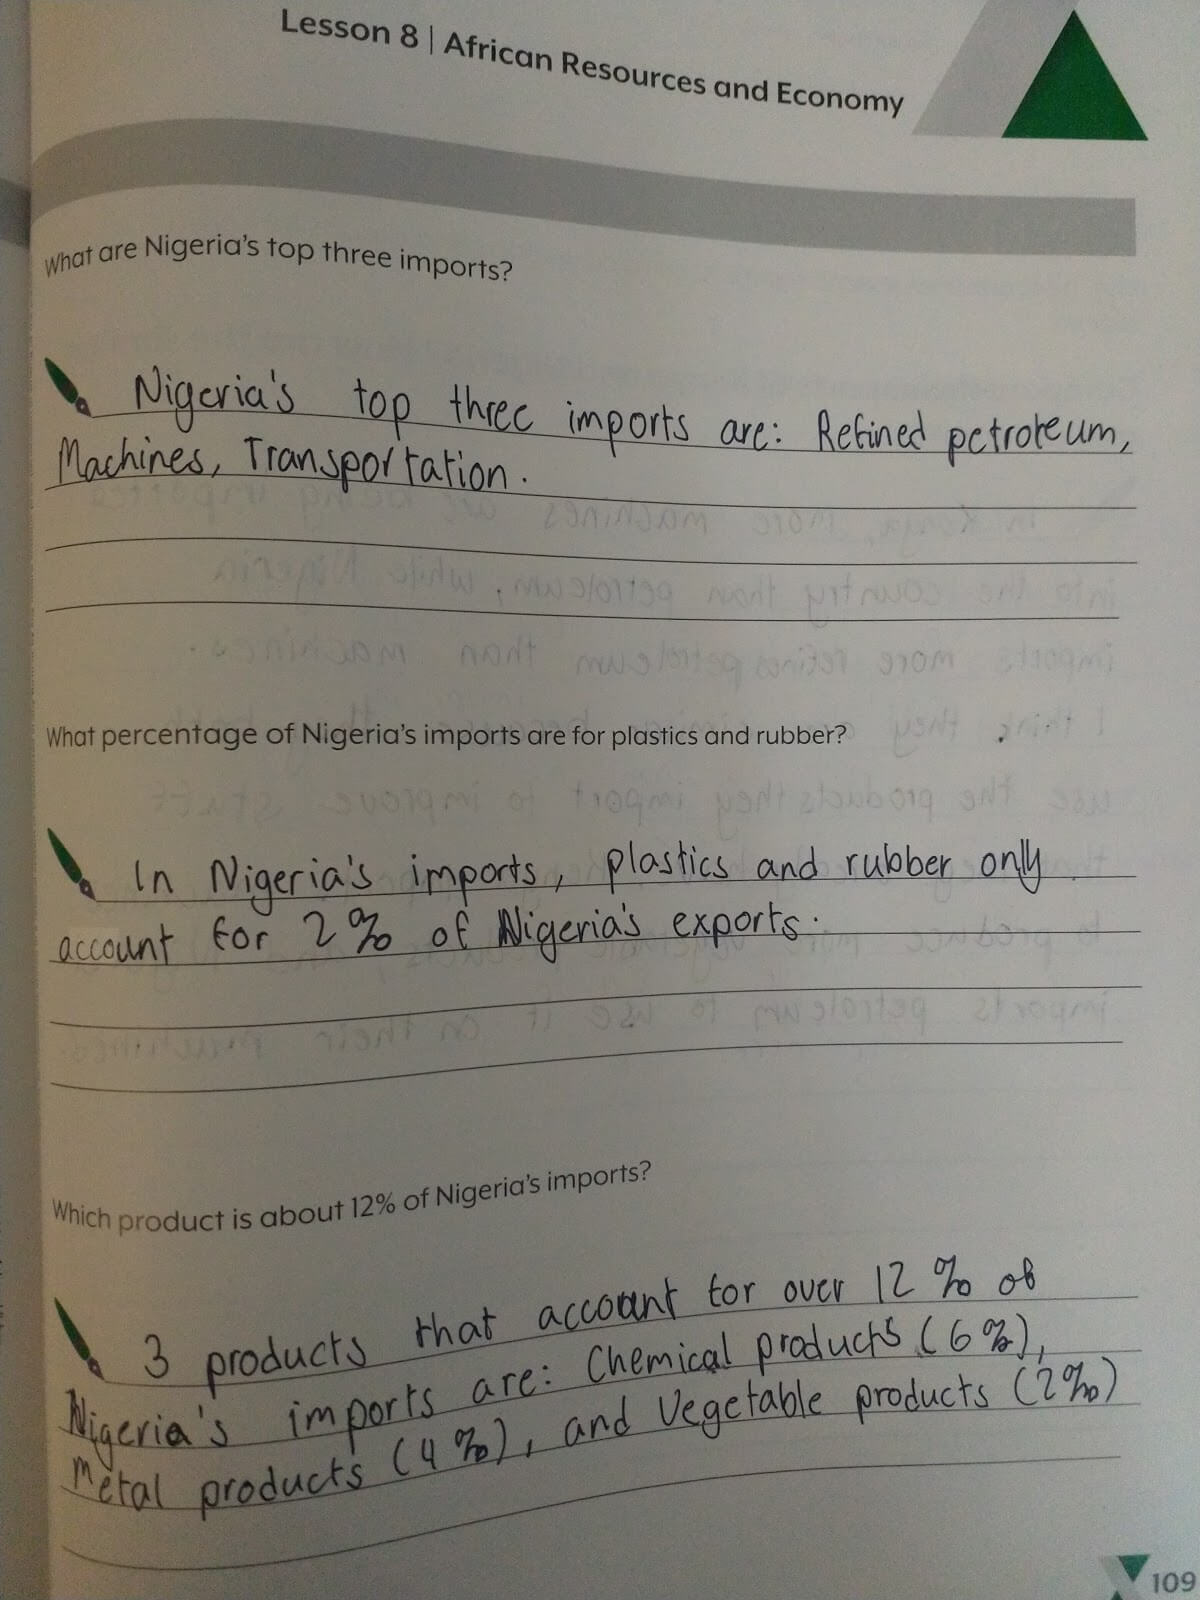 Lesson 8 | African Resources and Economy
What are Nigeria's top three imports?
Nigeria's top three imports are: Refined petroleum,
Machines, Transportation.
What percentage of Nigeria's imports are for plastics and rubber?
In Nigeria's imports, plastics and rubber only
account for 2% of Nigeria's exports.
Which product is about 12% of Nigeria's imports?
3 products that account for over 12% of
Nigeria's imports are: Chemical products (6%),
Metal products (4%), and Vegetable products (2%)
109